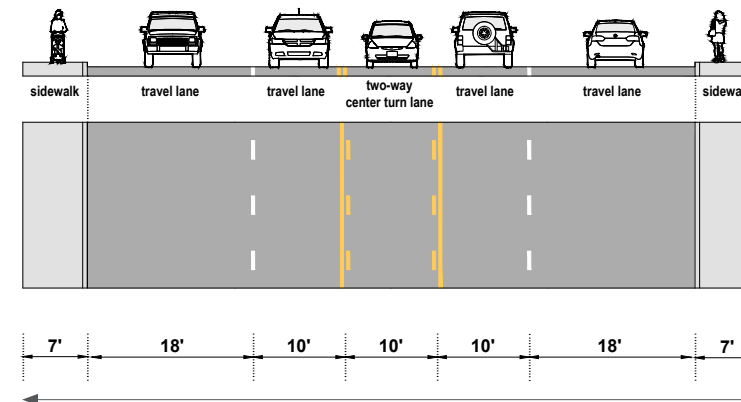 sidewalk
travel lane
travel lane
two-way
center turn lane
travel lane
travel lane
sidewa
7'
18'
10'
10'
10'
18'
7'